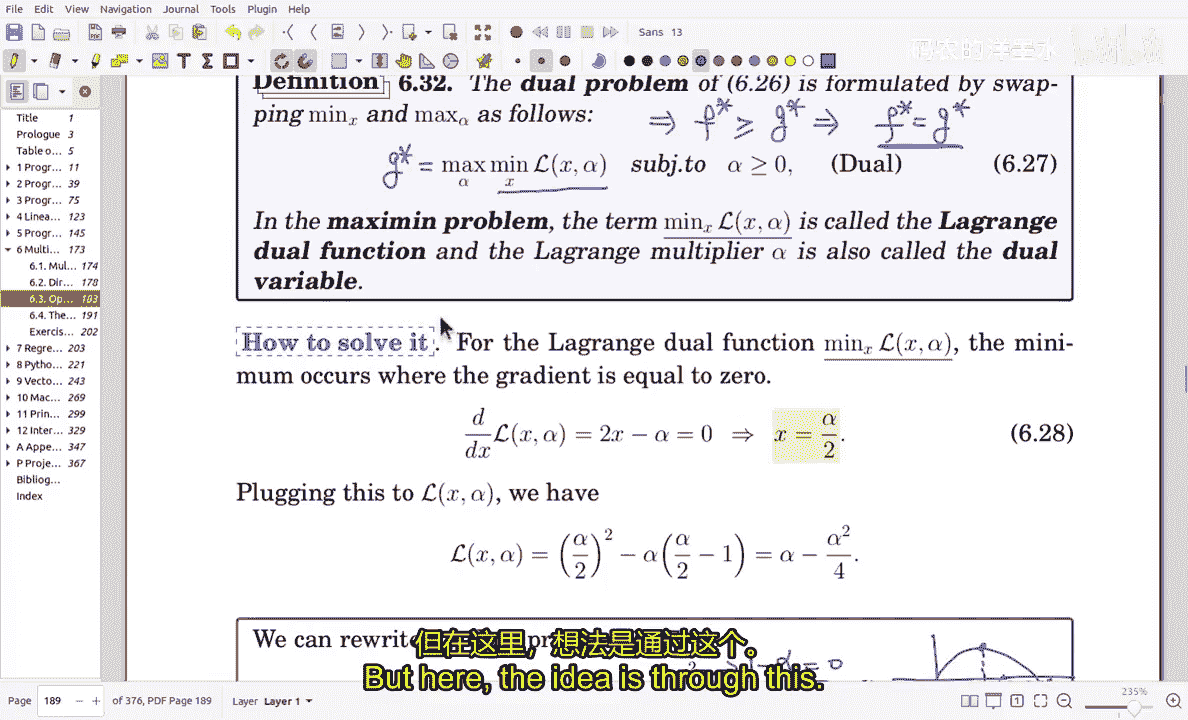 File Edit View Navigation Journal Tools Plugin Help
Sans 13
Title 1
Prologue 3
Table o... 5
1 Progr... 11
2 Progr... 39
3 Progr... 75
4 Linea... 123
5 Progr... 145
6 Multi... 173
6.1. Mul... 174
6.2. Dir... 178
6.3. Op... 183
6.4. The... 191
Exercis... 202
7 Regre... 203
8 Pytho... 221
9 Vecto... 243
10 Mac... 269
11 Prin... 299
12 Inter... 329
A Appe... 347
P Proje... 367
Bibliog...
Index
Definition 6.32. The dual problem of (6.26) is formulated by swap-
ping minₓ and max_α as follows: ⇒ f* ≥ g* ⇒ f* = g*
g* = max_α min_x L(x, α) subj.to α ≥ 0, (Dual) (6.27)
In the maximin problem, the term minₓ L(x, α) is called the Lagrange
dual function and the Lagrange multiplier α is also called the dual
variable.
How to solve it. For the Lagrange dual function minₓ L(x, α), the mini-
mum occurs where the gradient is equal to zero.
d/dx L(x, α) = 2x − α = 0 ⇒ x = α/2. (6.28)
Plugging this to L(x, α), we have
L(x, α) = (α/2)² − α(α/2 − 1) = α − α²/4.
We can rewrit
但在这里，想法是通过这个。
But here, the idea is through this.
Page 189 of 376, PDF Page 189 Layer Layer 1 235%